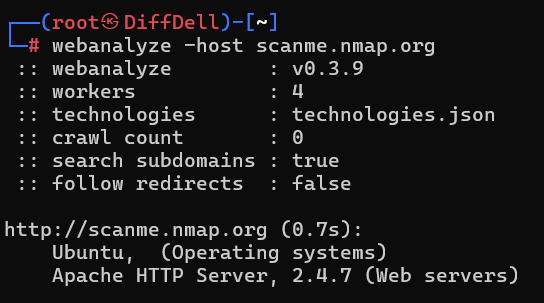 ┌──(root㉿DiffDell)-[~]
└─# webanalyze -host scanme.nmap.org
 :: webanalyze        : v0.3.9
 :: workers           : 4
 :: technologies      : technologies.json
 :: crawl count       : 0
 :: search subdomains : true
 :: follow redirects  : false

http://scanme.nmap.org (0.7s):
    Ubuntu,  (Operating systems)
    Apache HTTP Server, 2.4.7 (Web servers)